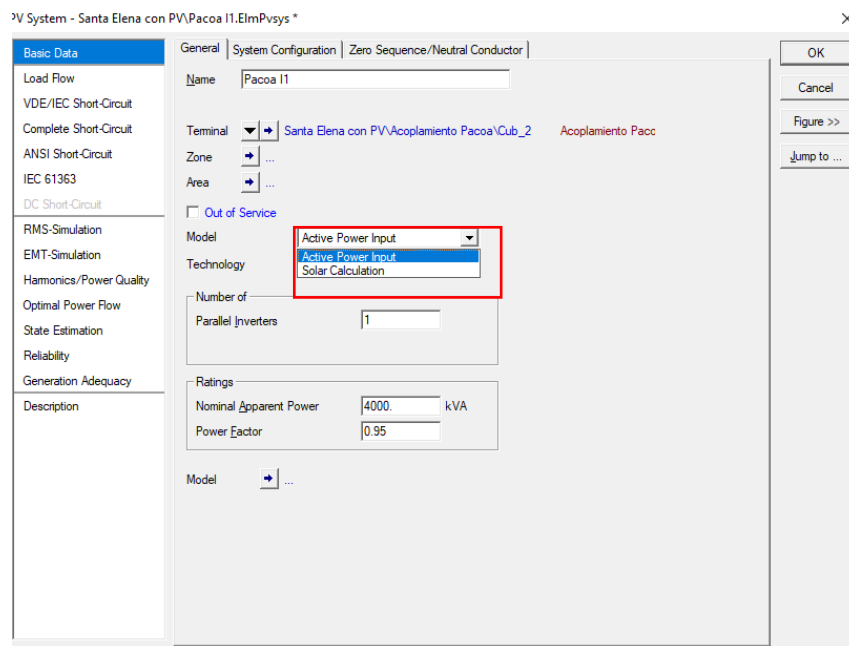 PV System - Santa Elena con PV\Pacoa I1.ElmPvsys *
Basic Data
Load Flow
VDE/IEC Short-Circuit
Complete Short-Circuit
ANSI Short-Circuit
IEC 61363
DC Short-Circuit
RMS-Simulation
EMT-Simulation
Harmonics/Power Quality
Optimal Power Flow
State Estimation
Reliability
Generation Adequacy
Description
General System Configuration Zero Sequence/Neutral Conductor
Name Pacoa I1
Terminal Santa Elena con PV\Acoplamiento Pacoa\Cub_2 Acoplamiento Pacc
Zone ...
Area ...
Out of Service
Model Active Power Input
Active Power Input
Technology
Solar Calculation
Number of
Parallel Inverters 1
Ratings
Nominal Apparent Power 4000. kVA
Power Factor 0.95
Model ...
OK
Cancel
Figure >>
Jump to ...